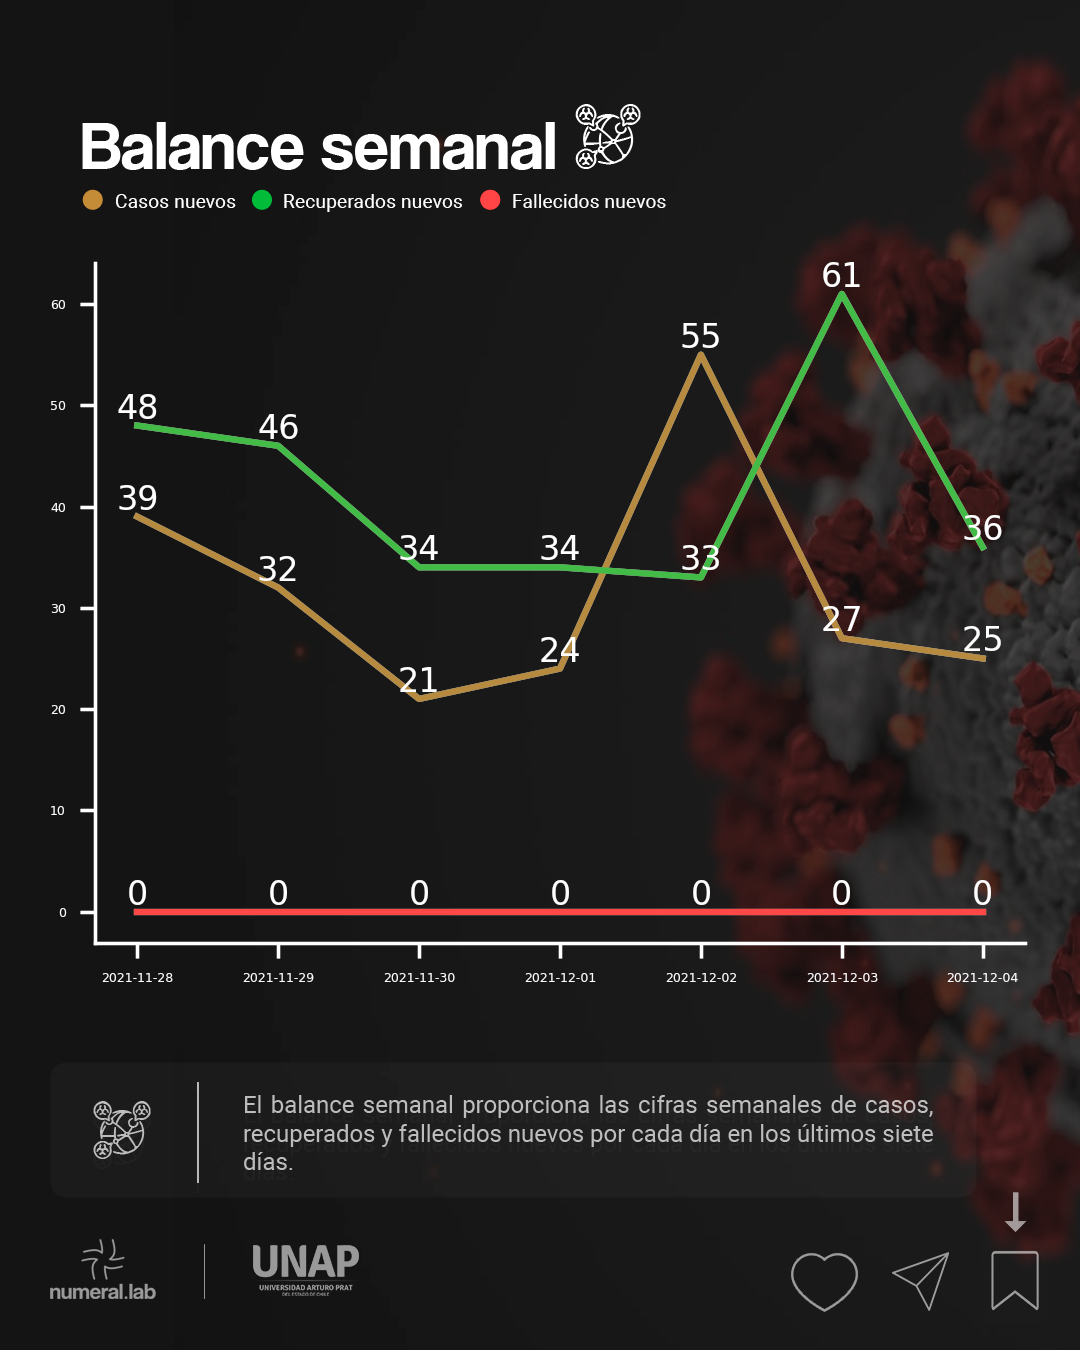 Balance semanal
Casos nuevos Recuperados nuevos Fallecidos nuevos
61
60
55
50
48
46
40
39
36
34 34 33
32
30
27
25
24
21
20
10
0 0 0 0 0 0 0
0
2021-11-28 2021-11-29 2021-11-30 2021-12-01 2021-12-02 2021-12-03 2021-12-04
El balance semanal proporciona las cifras semanales de casos,
recuperados y fallecidos nuevos por cada día en los últimos siete
días.
numeral.lab
UNAP
UNIVERSIDAD ARTURO PRAT
DEL ESTADO DE CHILE